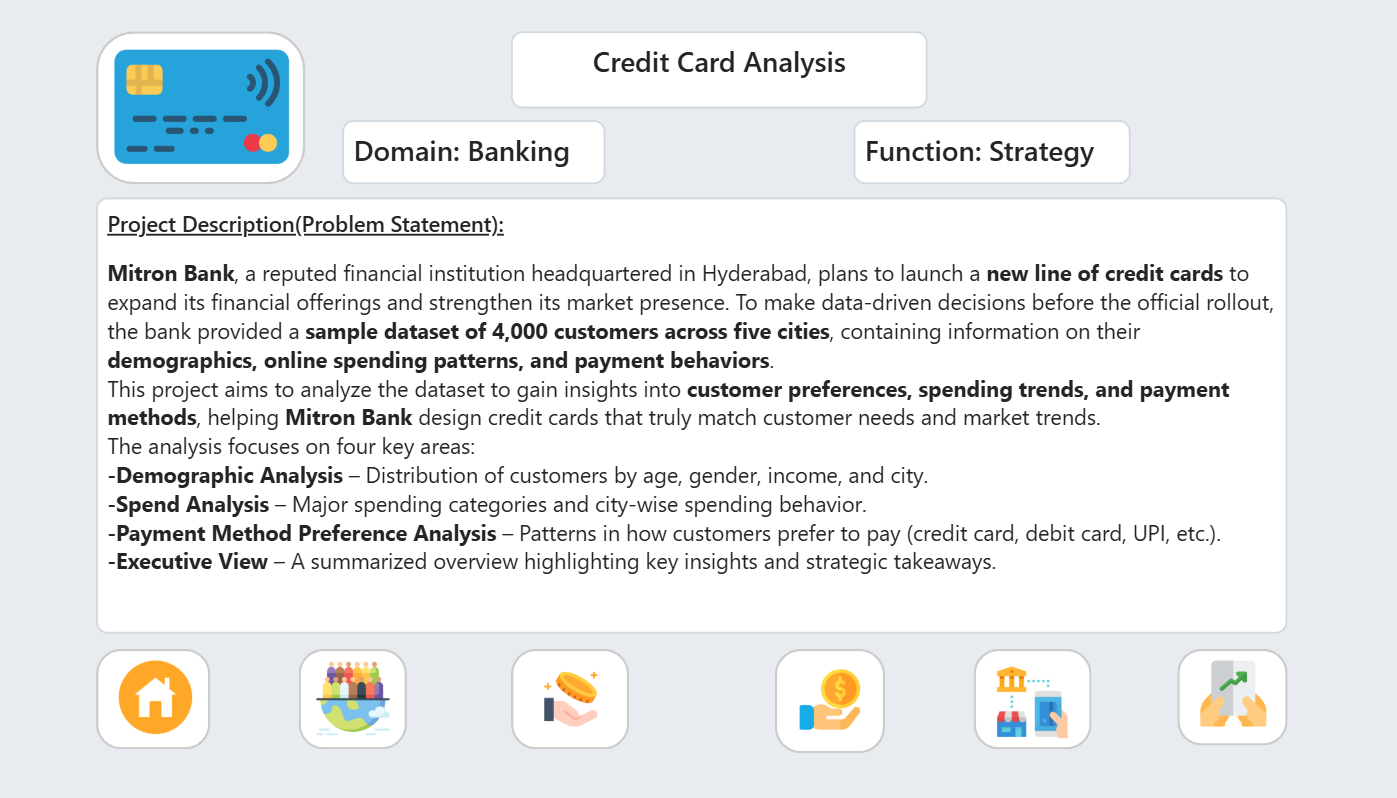 Credit Card Analysis
Domain: Banking
Function: Strategy
Project Description(Problem Statement):
Mitron Bank, a reputed financial institution headquartered in Hyderabad, plans to launch a new line of credit cards to
expand its financial offerings and strengthen its market presence. To make data-driven decisions before the official rollout,
the bank provided a sample dataset of 4,000 customers across five cities, containing information on their
demographics, online spending patterns, and payment behaviors.
This project aims to analyze the dataset to gain insights into customer preferences, spending trends, and payment
methods, helping Mitron Bank design credit cards that truly match customer needs and market trends.
The analysis focuses on four key areas:
-Demographic Analysis – Distribution of customers by age, gender, income, and city.
-Spend Analysis – Major spending categories and city-wise spending behavior.
-Payment Method Preference Analysis – Patterns in how customers prefer to pay (credit card, debit card, UPI, etc.).
-Executive View – A summarized overview highlighting key insights and strategic takeaways.